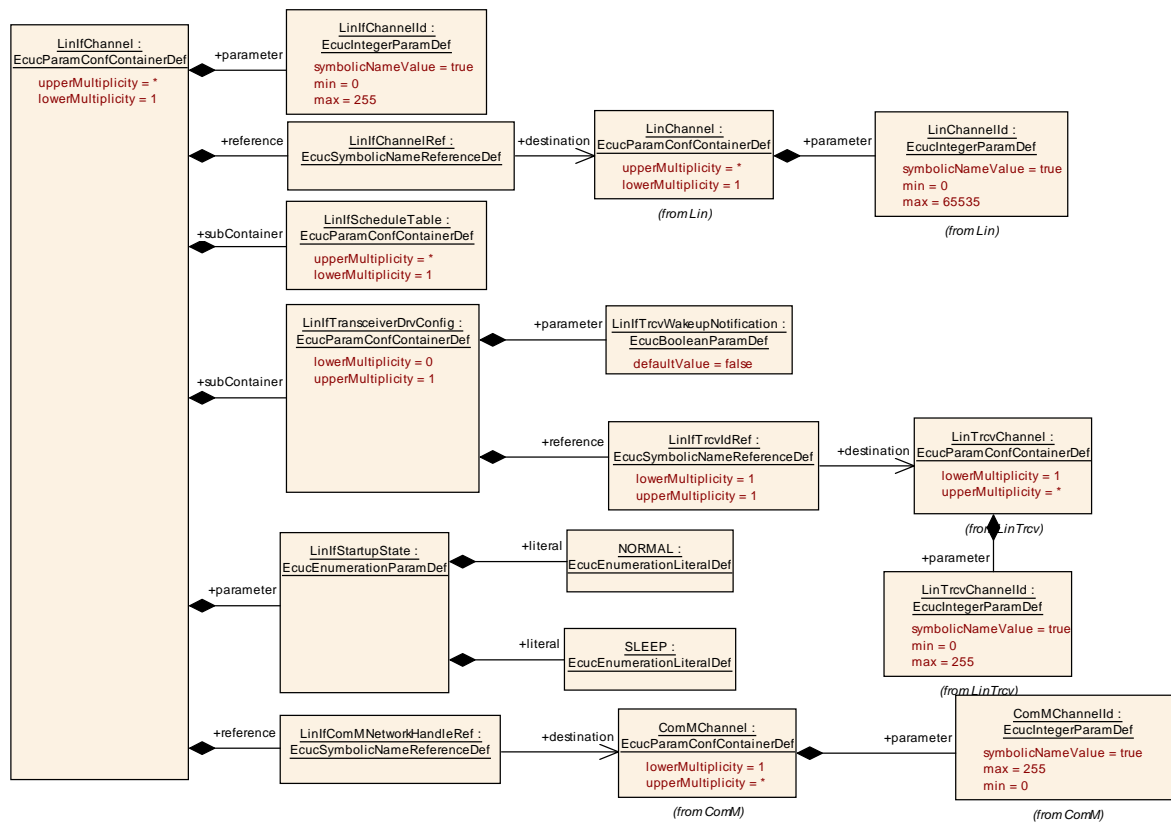 LinIfChannel :
EcucParamConfContainerDef
upperMultiplicity = *
lowerMultiplicity = 1
+parameter
LinIfChannelId :
EcucIntegerParamDef
symbolicNameValue = true
min = 0
max = 255
+reference
LinIfChannelRef :
EcucSymbolicNameReferenceDef
+destination
LinChannel :
EcucParamConfContainerDef
upperMultiplicity = *
lowerMultiplicity = 1
(from Lin)
+parameter
LinChannelId :
EcucIntegerParamDef
symbolicNameValue = true
min = 0
max = 65535
(from Lin)
+subContainer
LinIfScheduleTable :
EcucParamConfContainerDef
upperMultiplicity = *
lowerMultiplicity = 1
+subContainer
LinIfTransceiverDrvConfig :
EcucParamConfContainerDef
lowerMultiplicity = 0
upperMultiplicity = 1
+parameter
LinIfTrcvWakeupNotification :
EcucBooleanParamDef
defaultValue = false
+reference
LinIfTrcvIdRef :
EcucSymbolicNameReferenceDef
lowerMultiplicity = 1
upperMultiplicity = 1
+destination
LinTrcvChannel :
EcucParamConfContainerDef
lowerMultiplicity = 1
upperMultiplicity = *
(from LinTrcv)
+parameter
LinTrcvChannelId :
EcucIntegerParamDef
symbolicNameValue = true
min = 0
max = 255
(from LinTrcv)
+parameter
LinIfStartupState :
EcucEnumerationParamDef
+literal
NORMAL :
EcucEnumerationLiteralDef
+literal
SLEEP :
EcucEnumerationLiteralDef
+reference
LinIfComMNetworkHandleRef :
EcucSymbolicNameReferenceDef
+destination
ComMChannel :
EcucParamConfContainerDef
lowerMultiplicity = 1
upperMultiplicity = *
(from ComM)
+parameter
ComMChannelId :
EcucIntegerParamDef
symbolicNameValue = true
max = 255
min = 0
(from ComM)